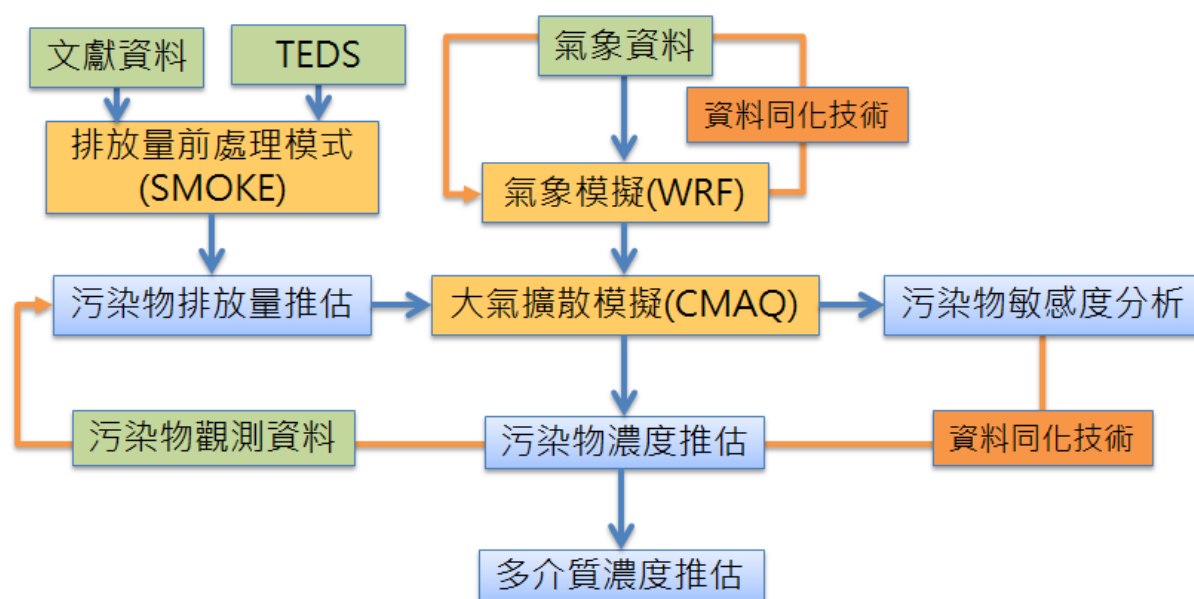 文獻資料
TEDS
氣象資料
資料同化技術
排放量前處理模式
(SMOKE)
氣象模擬(WRF)
污染物排放量推估
大氣擴散模擬(CMAQ)
污染物敏感度分析
污染物觀測資料
污染物濃度推估
資料同化技術
多介質濃度推估